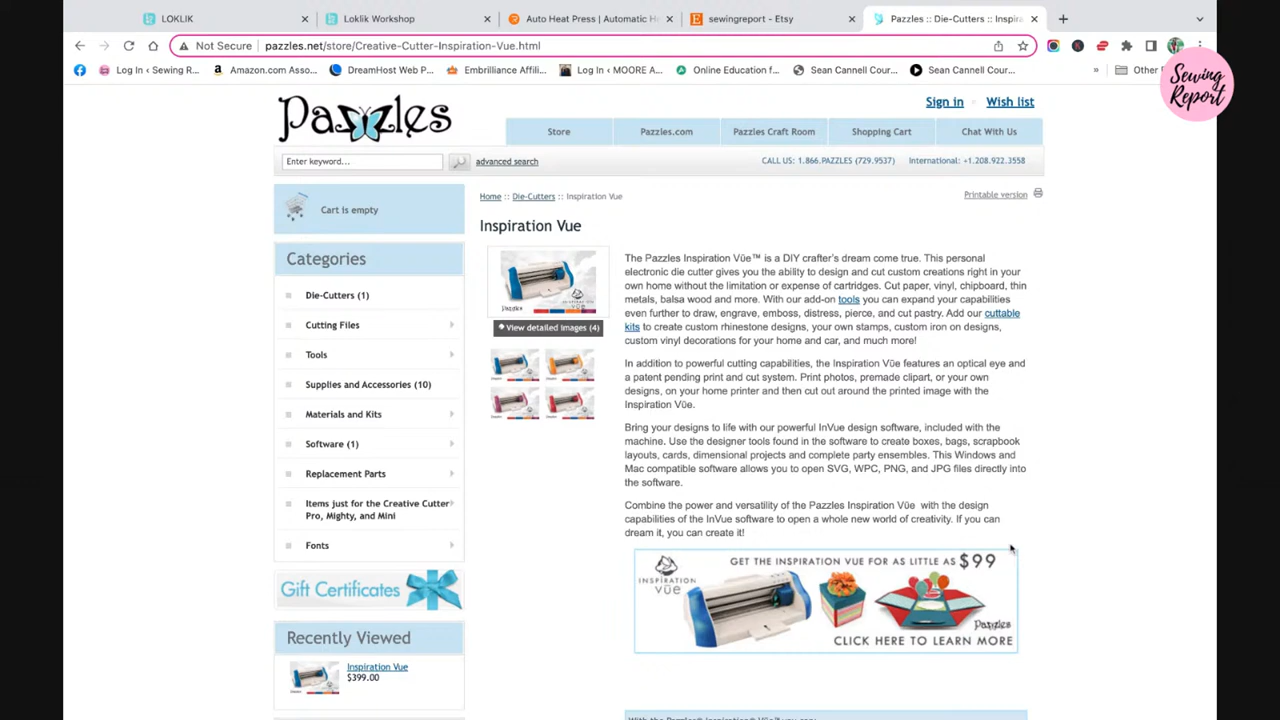 LOKLIK
Loklik Workshop
Auto Heat Press | Automatic He
sewingreport - Etsy
Pazzles :: Die-Cutters :: Inspira
Not Secure | pazzles.net/store/Creative-Cutter-Inspiration-Vue.html
Log In ‹ Sewing R...
Amazon.com Asso...
DreamHost Web P...
Embrilliance Affili...
Log In ‹ MOORE A...
Online Education f...
Sean Cannell Cour...
Sean Cannell Cour...
»
Other
Sewing
Report
Pazzles
Sign in
Wish list
Store
Pazzles.com
Pazzles Craft Room
Shopping Cart
Chat With Us
Enter keyword...
advanced search
CALL US: 1.866.PAZZLES (729.9537)
International: +1.208.922.3558
Cart is empty
Home :: Die-Cutters :: Inspiration Vue
Printable version
Inspiration Vue
Categories
Die-Cutters (1)
Cutting Files
Tools
Supplies and Accessories (10)
Materials and Kits
Software (1)
Replacement Parts
Items just for the Creative Cutter
Pro, Mighty, and Mini
Fonts
View detailed images (4)
The Pazzles Inspiration Vūe™ is a DIY crafter's dream come true. This personal
electronic die cutter gives you the ability to design and cut custom creations right in your
own home without the limitation or expense of cartridges. Cut paper, vinyl, chipboard, thin
metals, balsa wood and more. With our add-on tools you can expand your capabilities
even further to draw, engrave, emboss, distress, pierce, and cut pastry. Add our cuttable
kits to create custom rhinestone designs, your own stamps, custom iron on designs,
custom vinyl decorations for your home and car, and much more!
In addition to powerful cutting capabilities, the Inspiration Vūe features an optical eye and
a patent pending print and cut system. Print photos, premade clipart, or your own
designs, on your home printer and then cut out around the printed image with the
Inspiration Vūe.
Bring your designs to life with our powerful InVue design software, included with the
machine. Use the designer tools found in the software to create boxes, bags, scrapbook
layouts, cards, dimensional projects and complete party ensembles. This Windows and
Mac compatible software allows you to open SVG, WPC, PNG, and JPG files directly into
the software.
Combine the power and versatility of the Pazzles Inspiration Vūe with the design
capabilities of the InVue software to open a whole new world of creativity. If you can
dream it, you can create it!
GET THE INSPIRATION VUE FOR AS LITTLE AS $99
INSPIRATION
vūe
Pazzles
CLICK HERE TO LEARN MORE
Gift Certificates
Recently Viewed
Inspiration Vue
$399.00